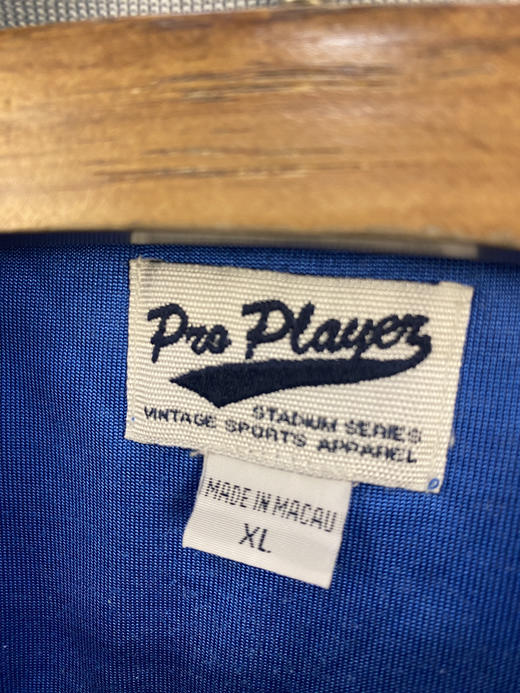 Pro Player
STADIUM SERIES
VINTAGE SPORTS APPAREL
MADE IN MACAU
XL